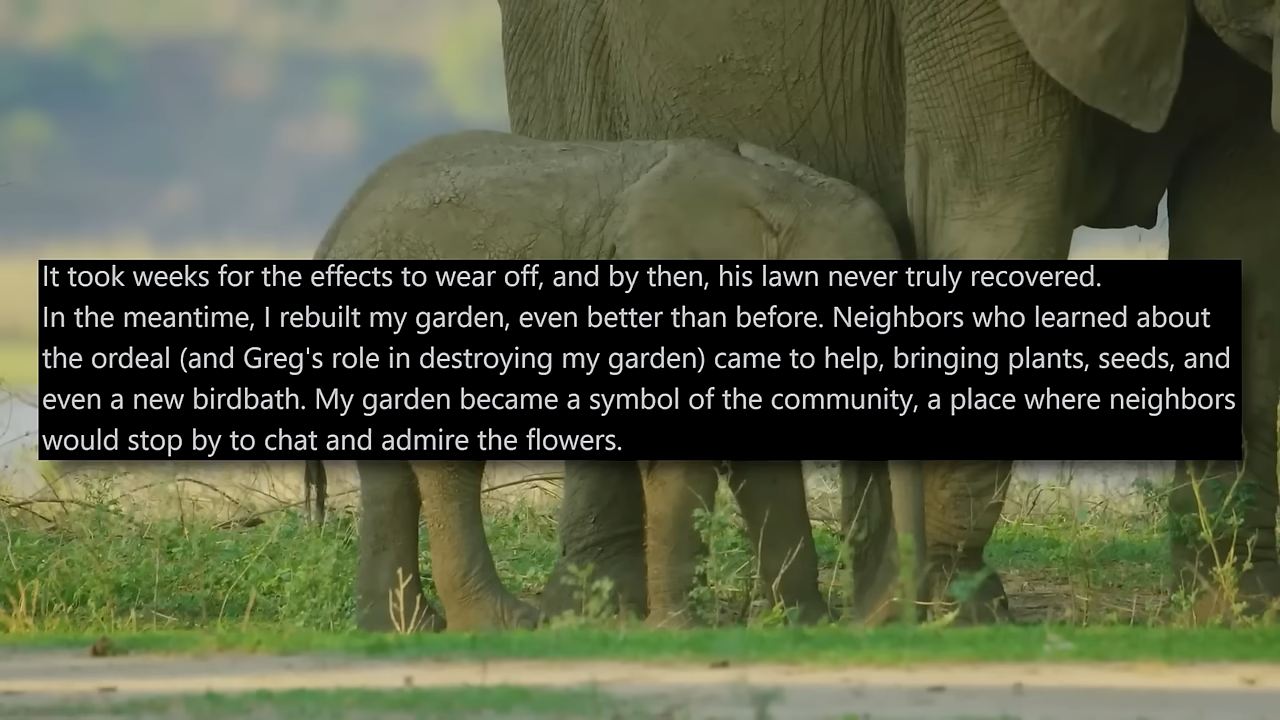 It took weeks for the effects to wear off, and by then, his lawn never truly recovered.
In the meantime, I rebuilt my garden, even better than before. Neighbors who learned about
the ordeal (and Greg's role in destroying my garden) came to help, bringing plants, seeds, and
even a new birdbath. My garden became a symbol of the community, a place where neighbors
would stop by to chat and admire the flowers.